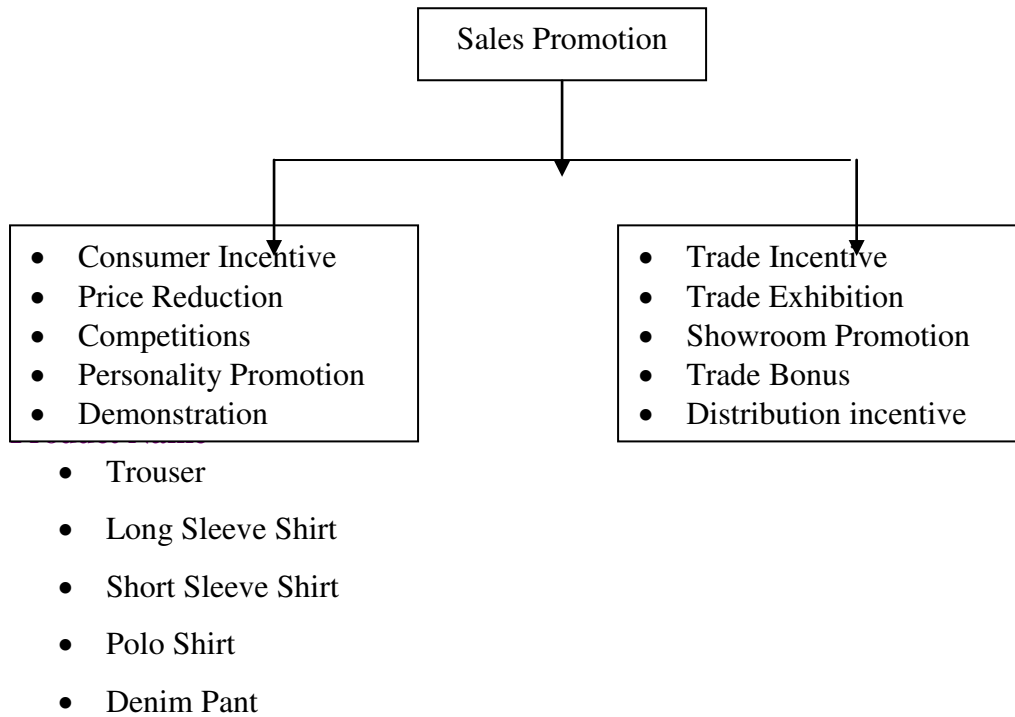 Sales Promotion
• Consumer Incentive
• Price Reduction
• Competitions
• Personality Promotion
• Demonstration
• Trade Incentive
• Trade Exhibition
• Showroom Promotion
• Trade Bonus
• Distribution incentive
• Trouser
• Long Sleeve Shirt
• Short Sleeve Shirt
• Polo Shirt
• Denim Pant